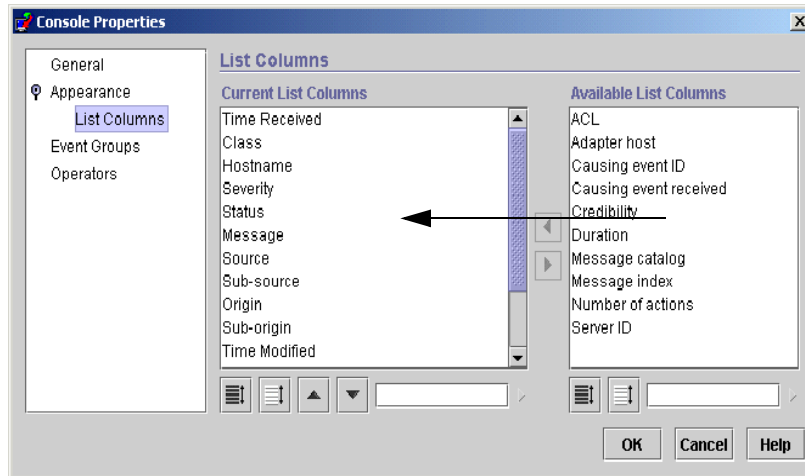 Console Properties
General
Appearance
List Columns
Event Groups
Operators
List Columns
Current List Columns
Time Received
Class
Hostname
Severity
Status
Message
Source
Sub-source
Origin
Sub-origin
Time Modified
Available List Columns
ACL
Adapter host
Causing event ID
Causing event received
Credibility
Duration
Message catalog
Message index
Number of actions
Server ID
OK
Cancel
Help